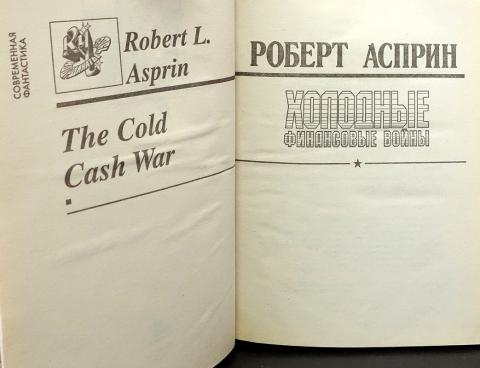 СОВРЕМЕННАЯ
ФАНТАСТИКА
Robert L.
Asprin
The Cold
Cash War
РОБЕРТ АСПРИН
ХОЛОДНЫЕ
ФИНАНСОВЫЕ ВОЙНЫ